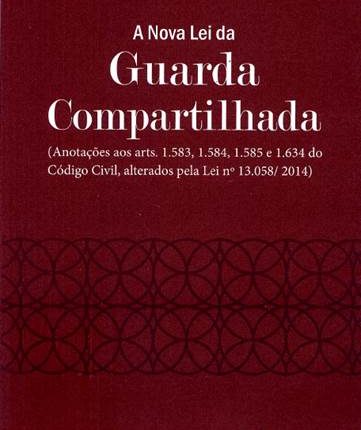 A Nova Lei da
Guarda
Compartilhada
(Anotações aos arts. 1.583, 1.584, 1.585 e 1.634 do
Código Civil, alterados pela Lei nº 13.058/ 2014)